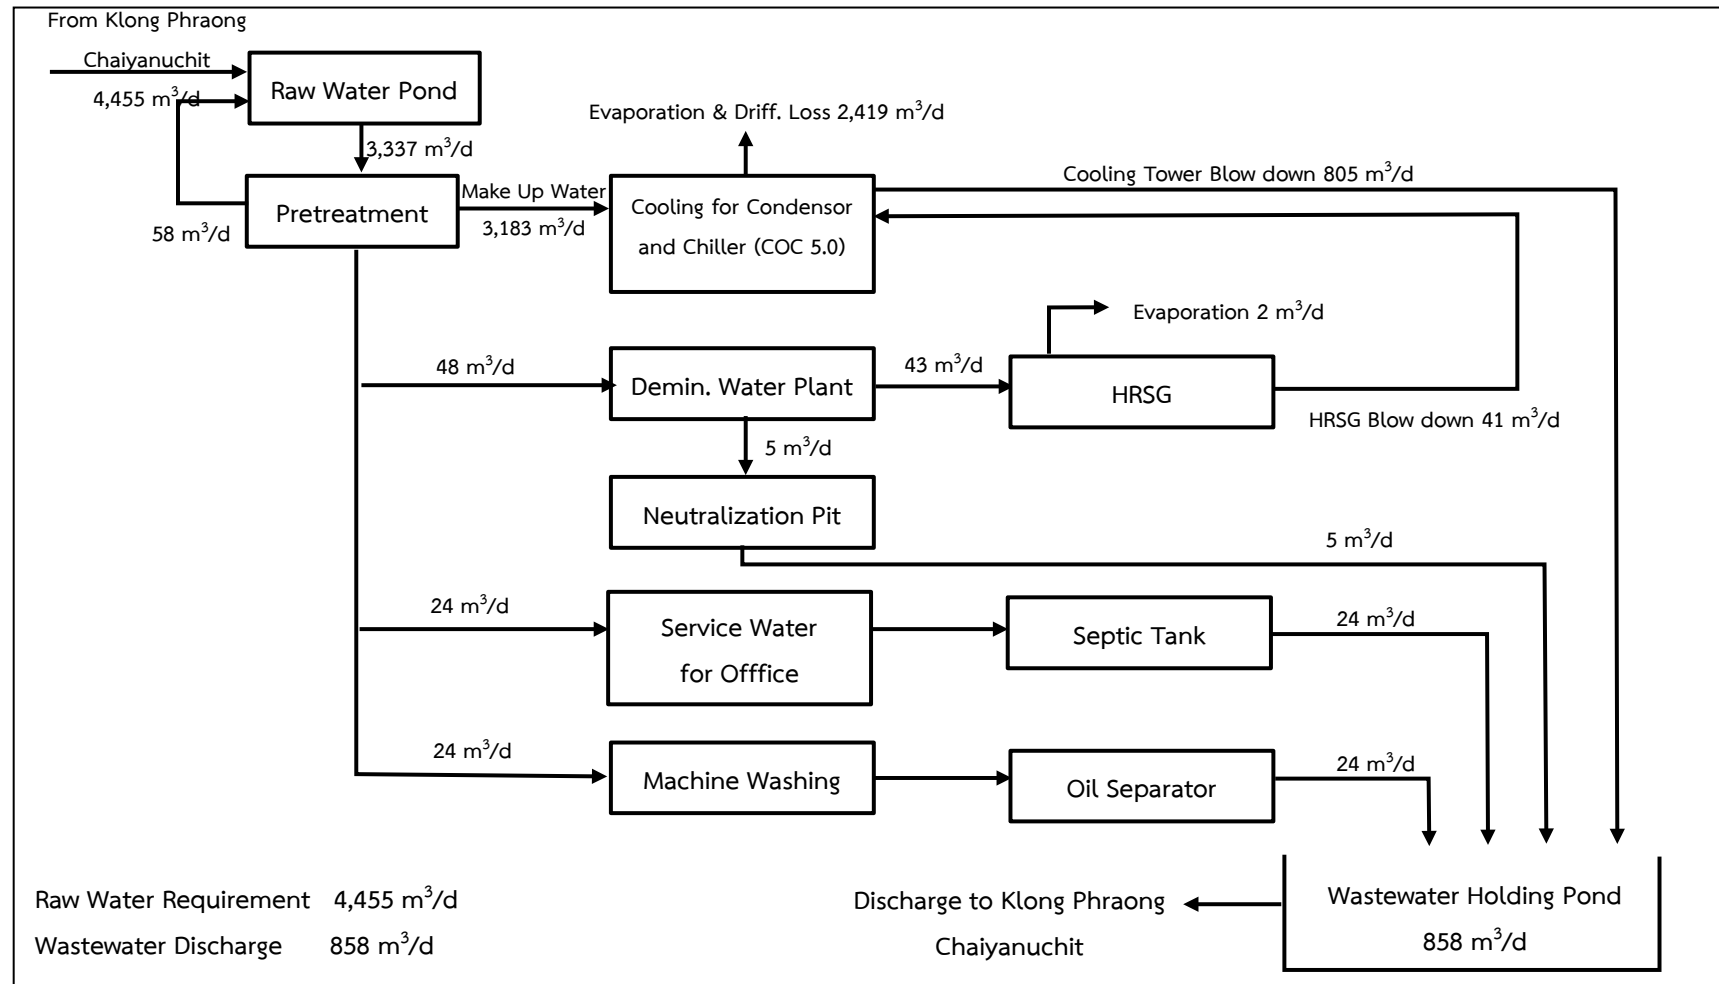 From Klong Phraong
Chaiyanuchit
4,455 m³/d
Raw Water Pond
3,337 m³/d
Evaporation & Driff. Loss 2,419 m³/d
Pretreatment
58 m³/d
Make Up Water
3,183 m³/d
Cooling for Condensor
and Chiller (COC 5.0)
Cooling Tower Blow down 805 m³/d
Evaporation 2 m³/d
48 m³/d
Demin. Water Plant
43 m³/d
HRSG
HRSG Blow down 41 m³/d
5 m³/d
Neutralization Pit
5 m³/d
24 m³/d
Service Water
for Offfice
Septic Tank
24 m³/d
24 m³/d
Machine Washing
Oil Separator
24 m³/d
Raw Water Requirement 4,455 m³/d
Wastewater Discharge 858 m³/d
Discharge to Klong Phraong
Chaiyanuchit
Wastewater Holding Pond
858 m³/d